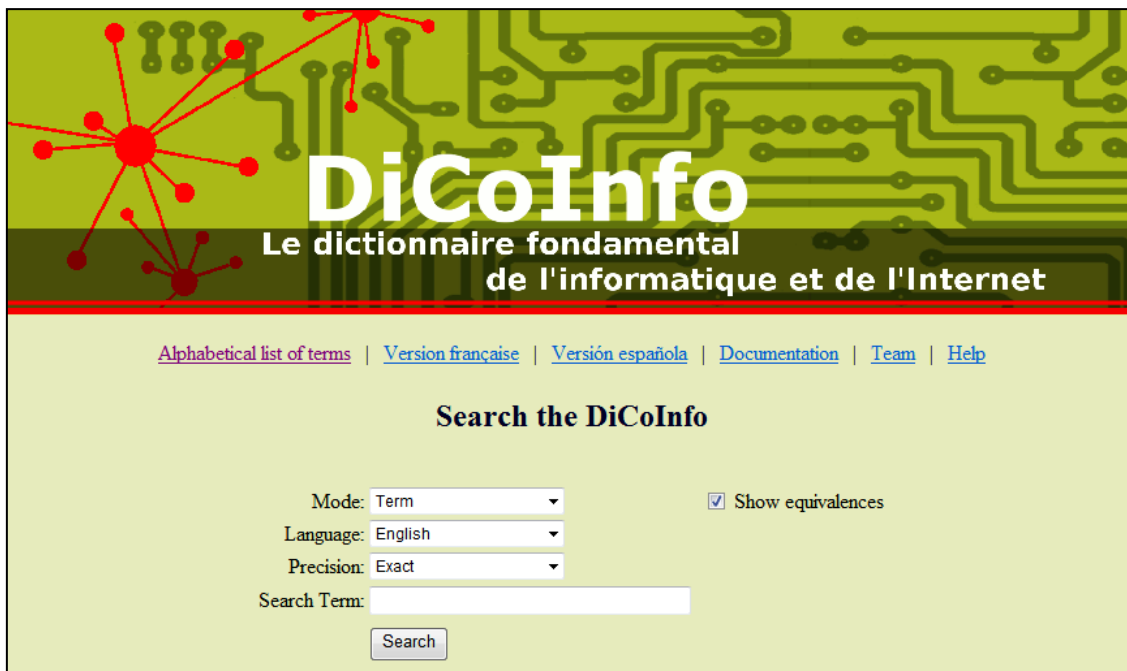 DiCoInfo
Le dictionnaire fondamental
de l'informatique et de l'Internet
Alphabetical list of terms | Version française | Versión española | Documentation | Team | Help
Search the DiCoInfo
Mode: Term
Show equivalences
Language: English
Precision: Exact
Search Term:
Search